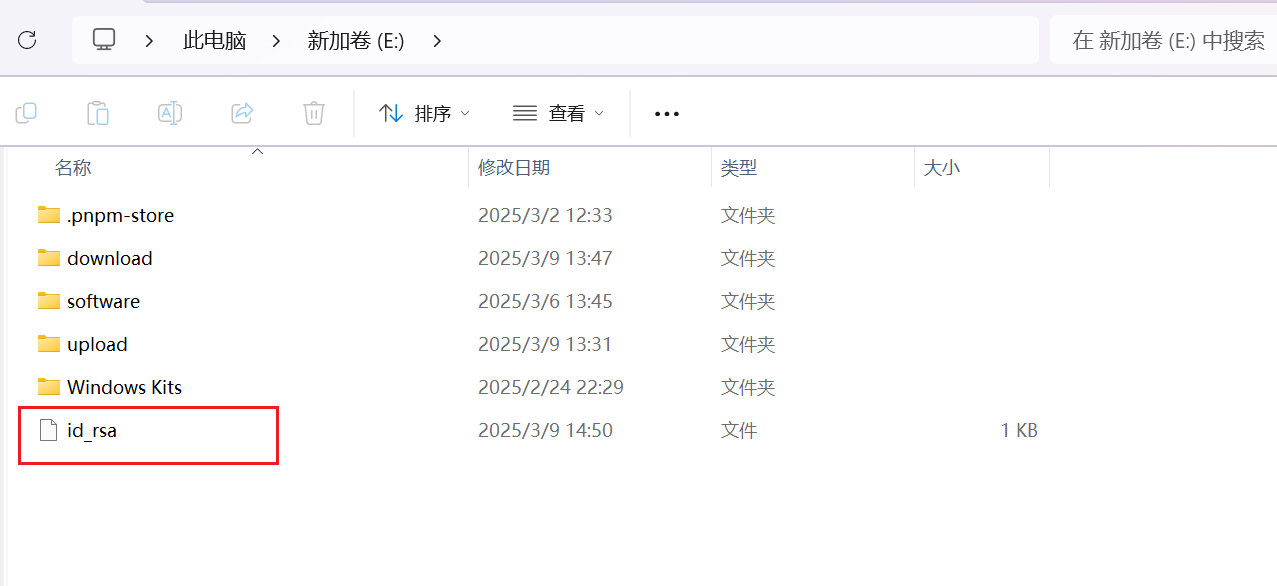 此电脑 新加卷 (E:) 在 新加卷 (E:) 中搜索
排序 查看
名称 修改日期 类型 大小
.pnpm-store 2025/3/2 12:33 文件夹
download 2025/3/9 13:47 文件夹
software 2025/3/6 13:45 文件夹
upload 2025/3/9 13:31 文件夹
Windows Kits 2025/2/24 22:29 文件夹
id_rsa 2025/3/9 14:50 文件 1 KB